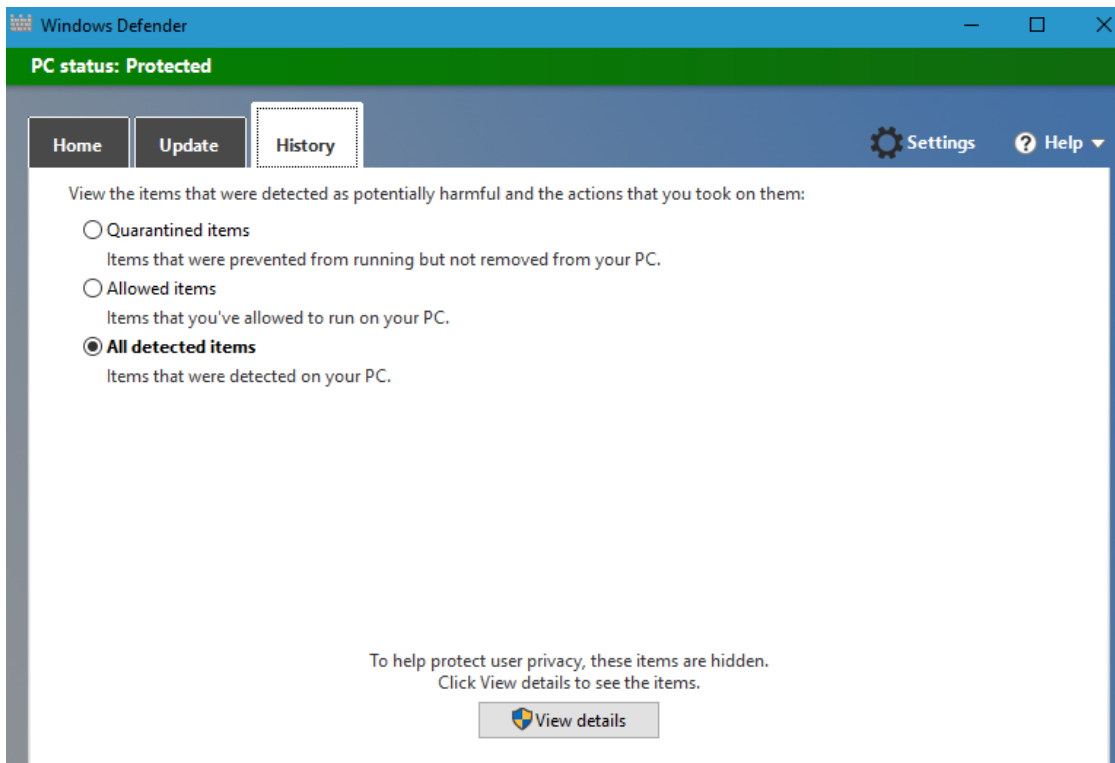 Windows Defender
PC status: Protected
Home Update History Settings Help
View the items that were detected as potentially harmful and the actions that you took on them:
Quarantined items
Items that were prevented from running but not removed from your PC.
Allowed items
Items that you've allowed to run on your PC.
All detected items
Items that were detected on your PC.
To help protect user privacy, these items are hidden.
Click View details to see the items.
View details